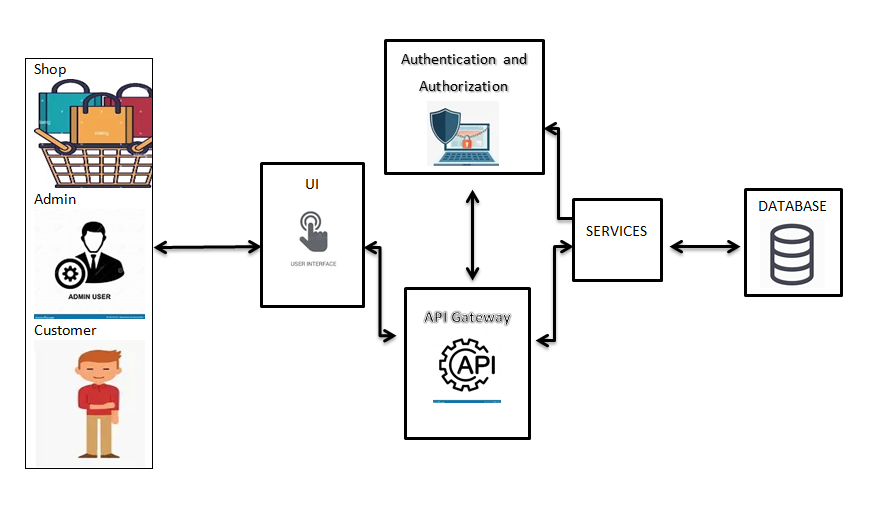 Shop
Admin
ADMIN USER
Customer
UI
USER INTERFACE
Authentication and
Authorization
API Gateway
API
SERVICES
DATABASE